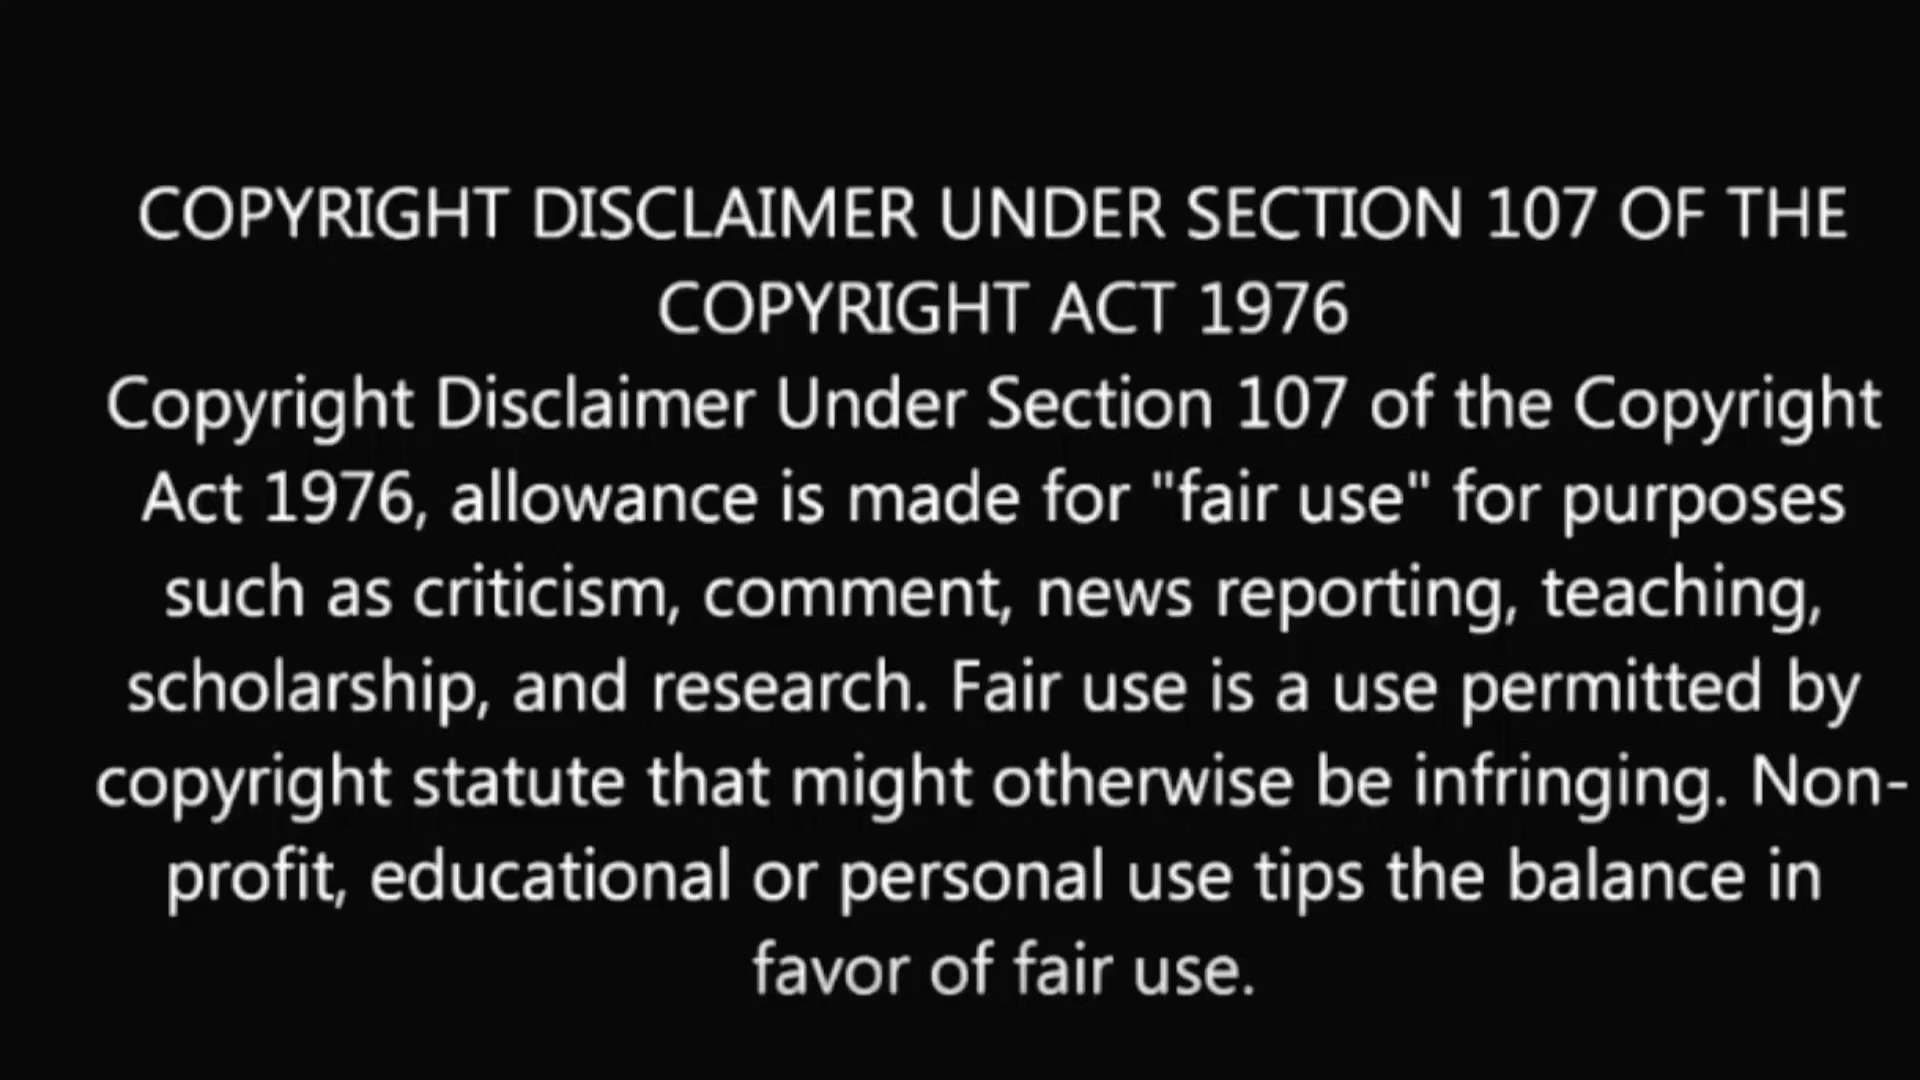 COPYRIGHT DISCLAIMER UNDER SECTION 107 OF THE
COPYRIGHT ACT 1976
Copyright Disclaimer Under Section 107 of the Copyright
Act 1976, allowance is made for "fair use" for purposes
such as criticism, comment, news reporting, teaching,
scholarship, and research. Fair use is a use permitted by
copyright statute that might otherwise be infringing. Non-
profit, educational or personal use tips the balance in
favor of fair use.